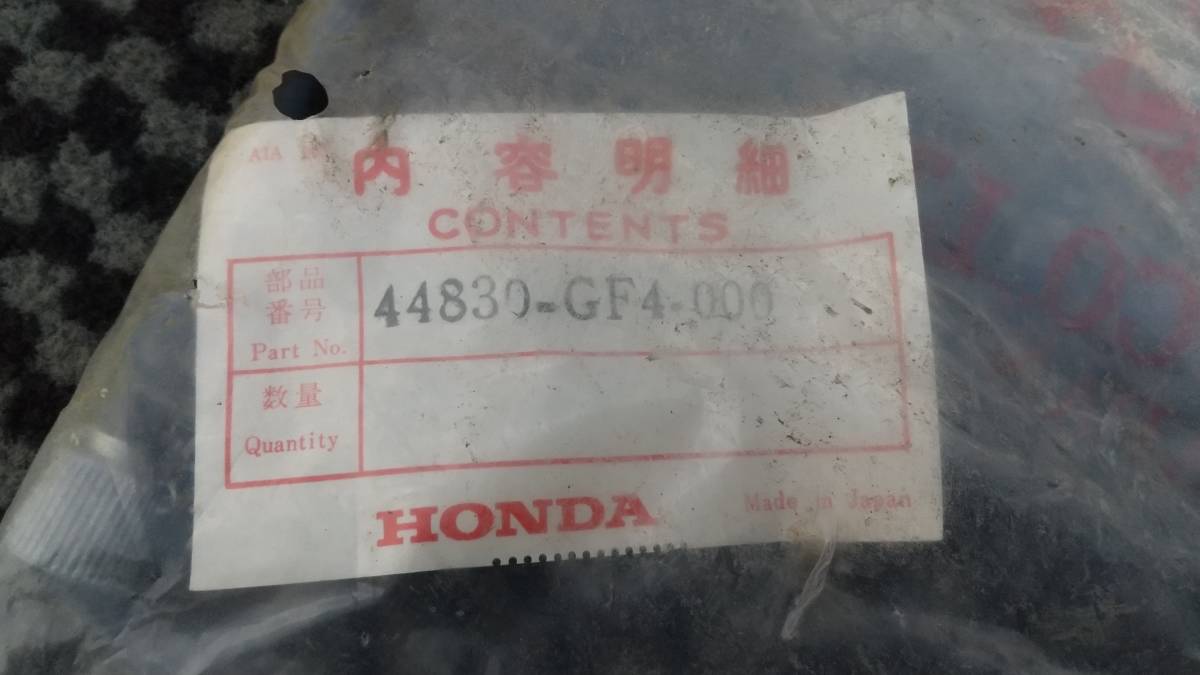 内容明細
CONTENTS
部品
番号
Part No.
44830-GF4-000
数量
Quantity
HONDA
Made in Japan